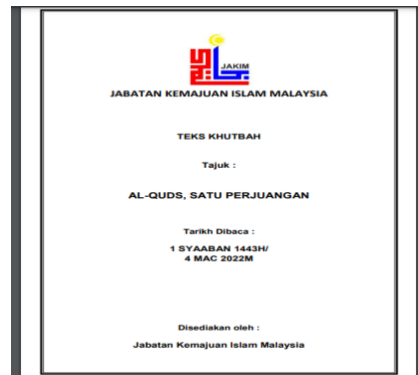 JAKIM
JABATAN KEMAJUAN ISLAM MALAYSIA
TEKS KHUTBAH
Tajuk :
AL-QUDS, SATU PERJUANGAN
Tarikh Dibaca :
1 SYAABAN 1443H/
4 MAC 2022M
Disediakan oleh :
Jabatan Kemajuan Islam Malaysia